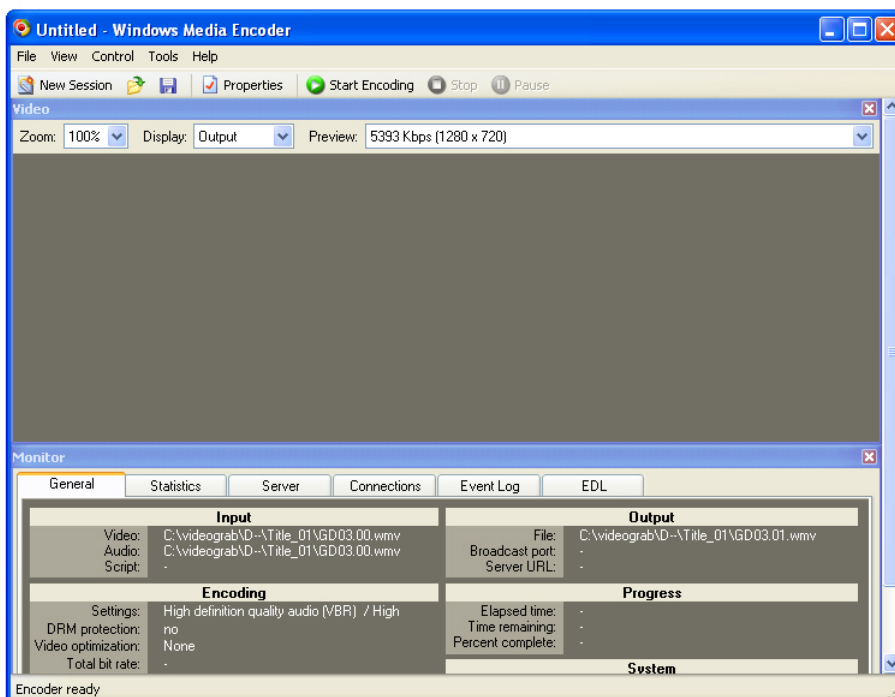 Untitled - Windows Media Encoder
File View Control Tools Help
New Session Properties Start Encoding Stop Pause
Video
Zoom: 100% Display: Output Preview: 5393 Kbps (1280 x 720)
Monitor
General Statistics Server Connections Event Log EDL
Input
Video: C:\videograb\D--\Title_01\GD03.00.wmv
Audio: C:\videograb\D--\Title_01\GD03.00.wmv
Script: -
Encoding
Settings: High definition quality audio (VBR) / High
DRM protection: no
Video optimization: None
Total bit rate: -
Output
File: C:\videograb\D--\Title_01\GD03.01.wmv
Broadcast port: -
Server URL: -
Progress
Elapsed time: -
Time remaining: -
Percent complete: -
System
Encoder ready